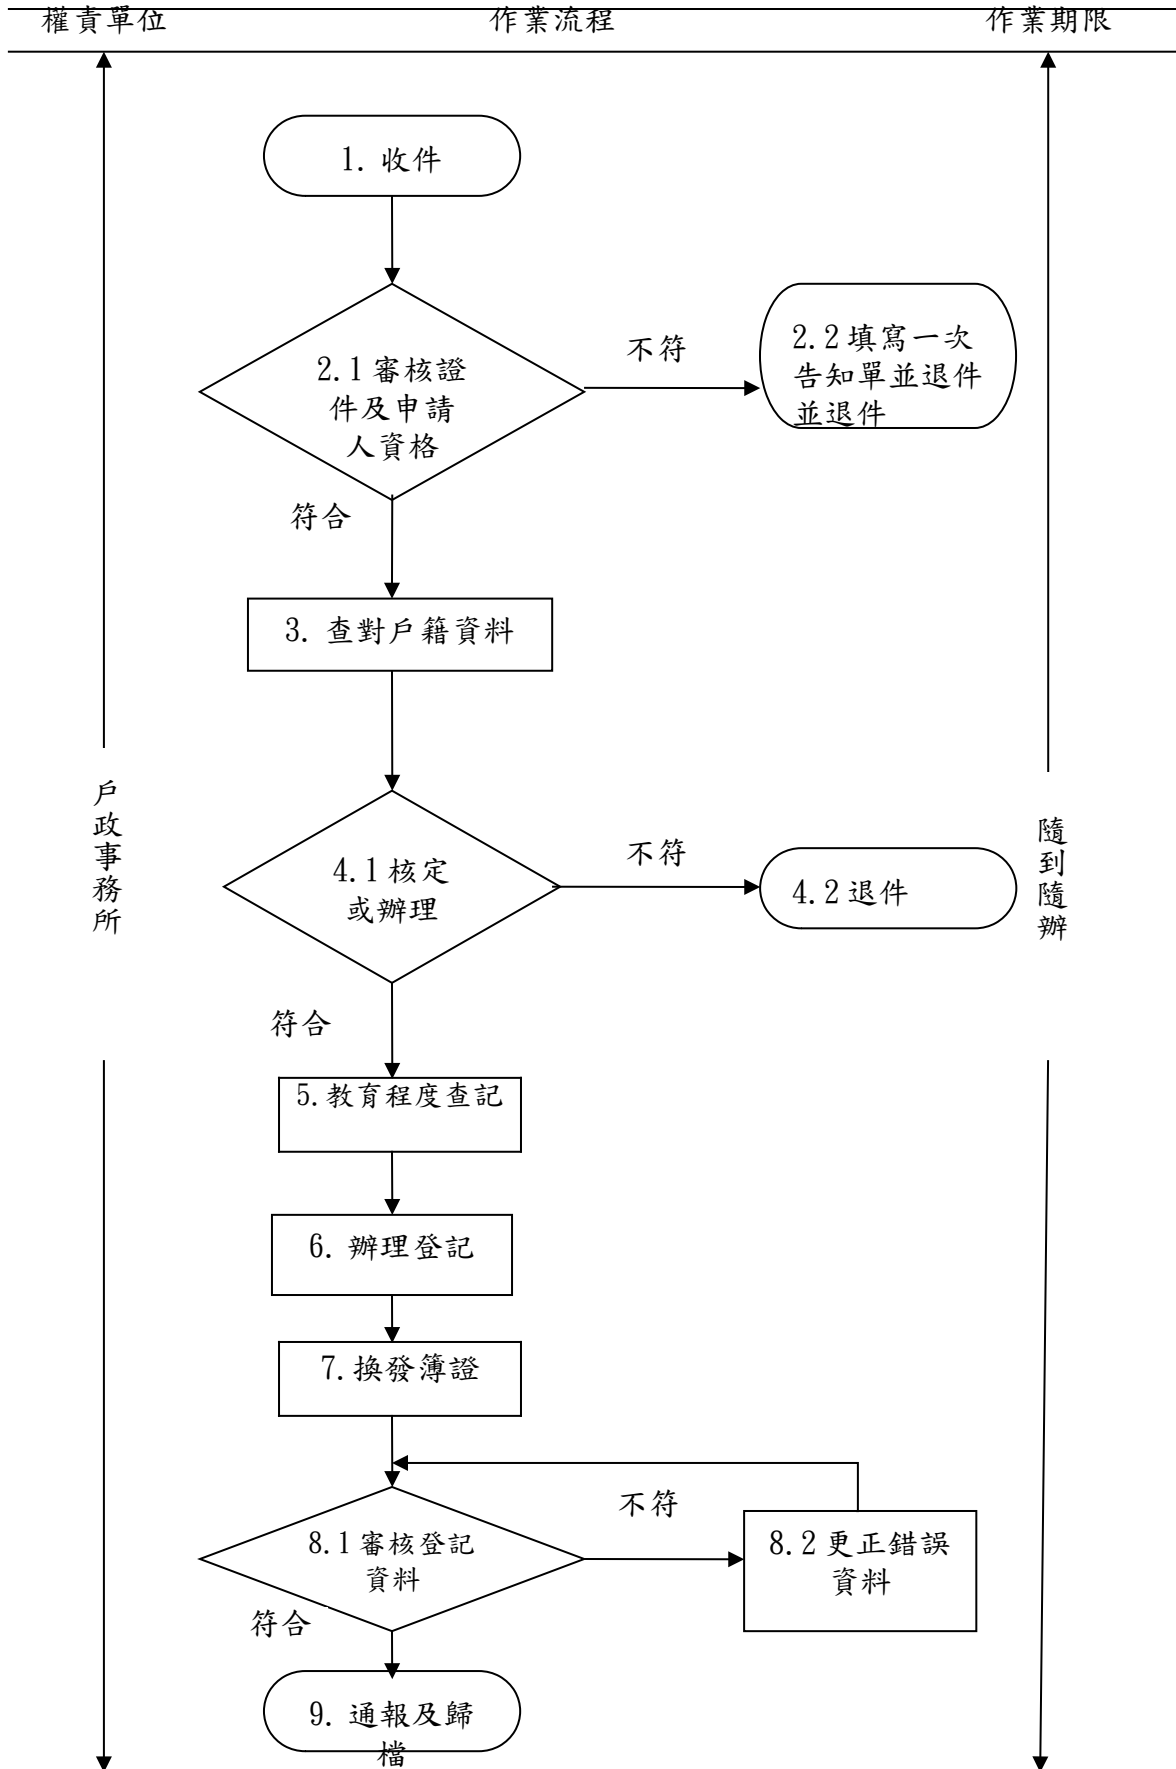 權責單位 作業流程 作業期限
1. 收件
2.1審核證
件及申請
人資格
不符
2.2填寫一次
告知單並退件
並退件
符合
3. 查對戶籍資料
戶政事務所
4.1核定
或辦理
不符
4.2退件
隨到隨辦
符合
5.教育程度查記
6. 辦理登記
7.換發簿證
8.1審核登記
資料
不符
8.2更正錯誤
資料
符合
9. 通報及歸
檔